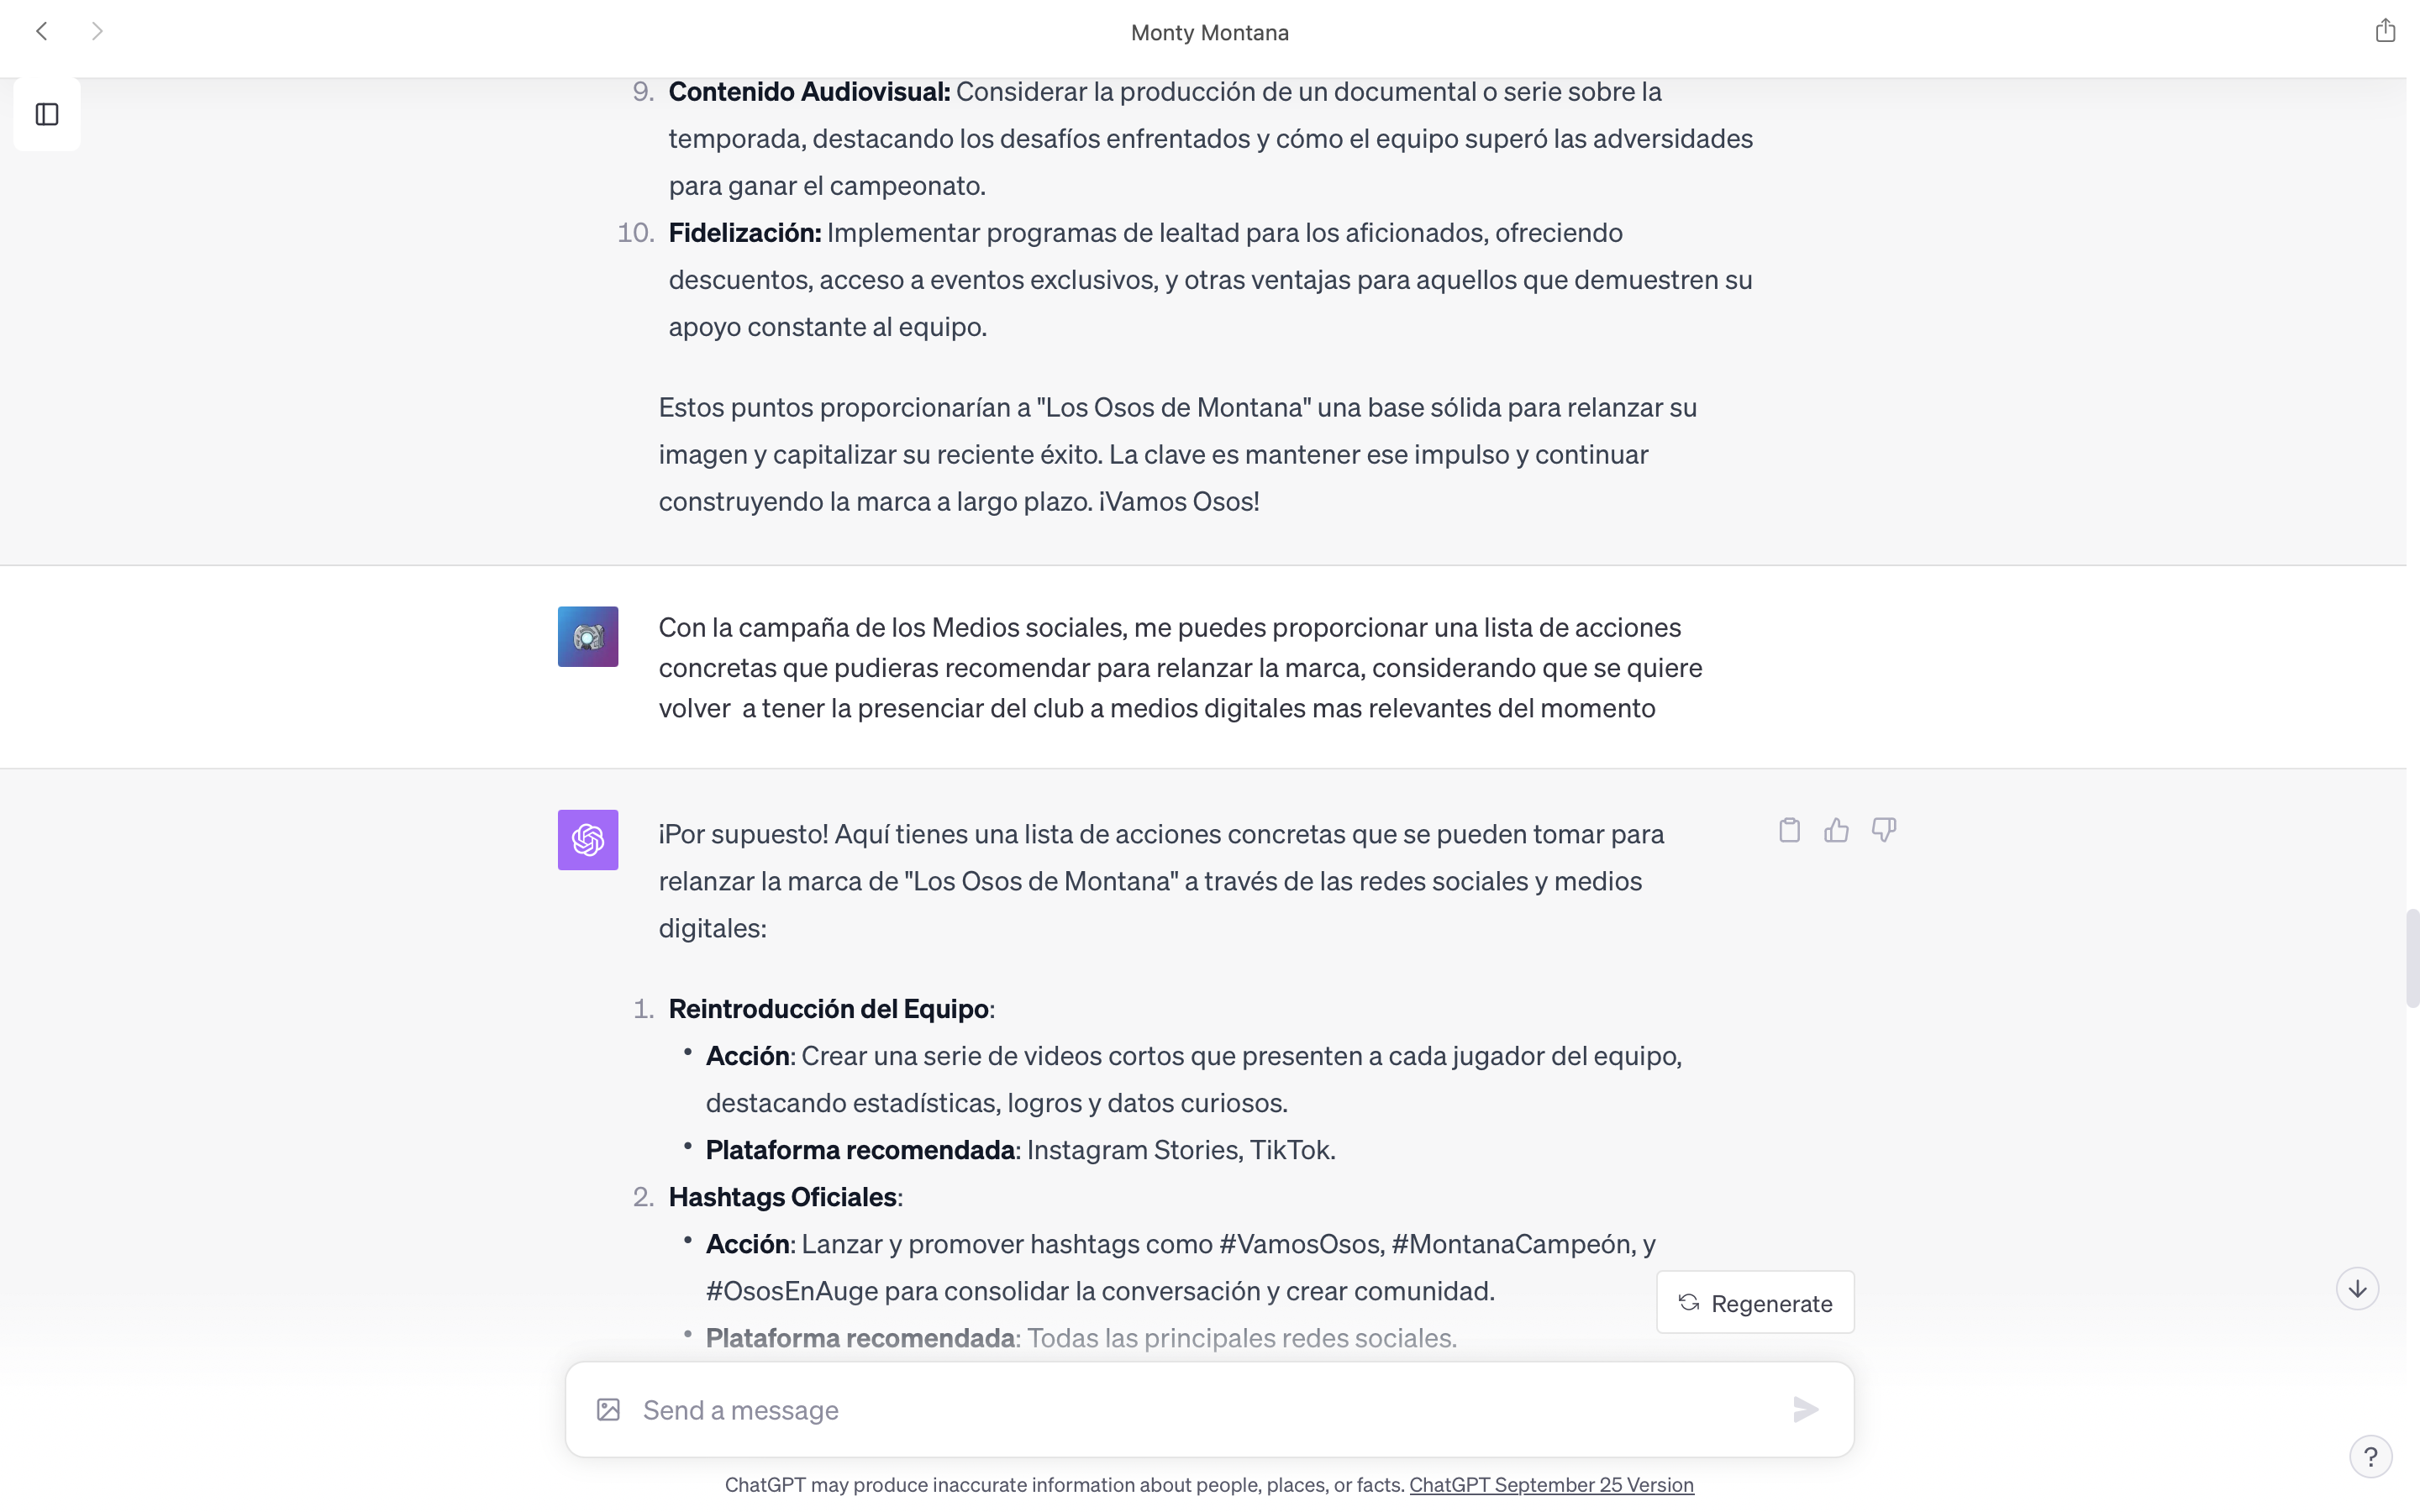 Monty Montana
9. Contenido Audiovisual: Considerar la producción de un documental o serie sobre la
temporada, destacando los desafíos enfrentados y cómo el equipo superó las adversidades
para ganar el campeonato.
10. Fidelización: Implementar programas de lealtad para los aficionados, ofreciendo
descuentos, acceso a eventos exclusivos, y otras ventajas para aquellos que demuestren su
apoyo constante al equipo.
Estos puntos proporcionarían a "Los Osos de Montana" una base sólida para relanzar su
imagen y capitalizar su reciente éxito. La clave es mantener ese impulso y continuar
construyendo la marca a largo plazo. ¡Vamos Osos!
Con la campaña de los Medios sociales, me puedes proporcionar una lista de acciones
concretas que pudieras recomendar para relanzar la marca, considerando que se quiere
volver  a tener la presenciar del club a medios digitales mas relevantes del momento
¡Por supuesto! Aquí tienes una lista de acciones concretas que se pueden tomar para
relanzar la marca de "Los Osos de Montana" a través de las redes sociales y medios
digitales:
1. Reintroducción del Equipo:
• Acción: Crear una serie de videos cortos que presenten a cada jugador del equipo,
destacando estadísticas, logros y datos curiosos.
• Plataforma recomendada: Instagram Stories, TikTok.
2. Hashtags Oficiales:
• Acción: Lanzar y promover hashtags como #VamosOsos, #MontanaCampeón, y
#OsosEnAuge para consolidar la conversación y crear comunidad.
Regenerate
• Plataforma recomendada: Todas las principales redes sociales.
Send a message
?
ChatGPT may produce inaccurate information about people, places, or facts. ChatGPT September 25 Version